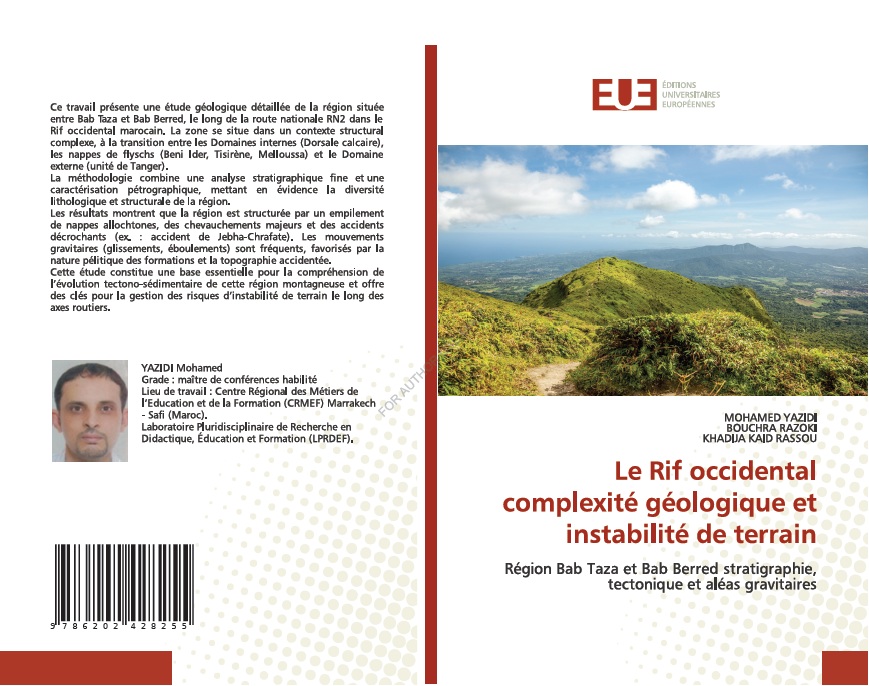 Ce travail présente une étude géologique détaillée de la région située
entre Bab Taza et Bab Berred, le long de la route nationale RN2 dans le
Rif occidental marocain. La zone se situe dans un contexte structural
complexe, à la transition entre les Domaines internes (Dorsale calcaire),
les nappes de flyschs (Beni Ider, Tisirène, Melloussa) et le Domaine
externe (unité de Tanger).
La méthodologie combine une analyse stratigraphique fine et une
caractérisation pétrographique, mettant en évidence la diversité
lithologique et structurale de la région.
Les résultats montrent que la région est structurée par un empilement
de nappes allochtones, des chevauchements majeurs et des accidents
décrochants (ex. : accident de Jebha-Chrafate). Les mouvements
gravitaires (glissements, éboulements) sont fréquents, favorisés par la
nature pélitique des formations et la topographie accidentée.
Cette étude constitue une base essentielle pour la compréhension de
l'évolution tectono-sédimentaire de cette région montagneuse et offre
des clés pour la gestion des risques d'instabilité de terrain le long des
axes routiers.
YAZIDI Mohamed
Grade : maître de conférences habilité
Lieu de travail : Centre Régional des Métiers de
l'Education et de la Formation (CRMEF) Marrakech
- Safi (Maroc).
Laboratoire Pluridisciplinaire de Recherche en
Didactique, Éducation et Formation (LPRDEF).
9 786202 428255
FOR AUTHO
EUE
ÉDITIONS
UNIVERSITAIRES
EUROPÉENNES
MOHAMED YAZIDI
BOUCHRA RAZOKI
KHADIJA KAID RASSOU
Le Rif occidental
complexité géologique et
instabilité de terrain
Région Bab Taza et Bab Berred stratigraphie,
tectonique et aléas gravitaires